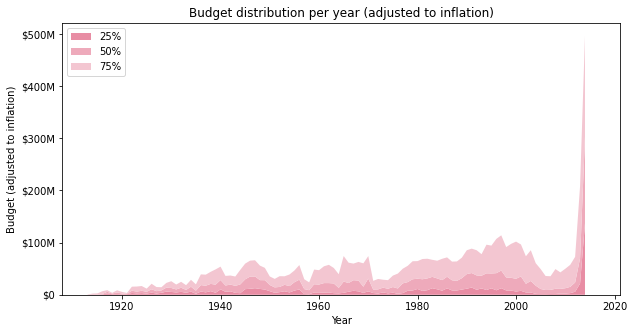 Budget distribution per year (adjusted to inflation)
25%
50%
75%
$500M
$400M
$300M
$200M
$100M
$0
Budget (adjusted to inflation)
1920
1940
1960
1980
2000
2020
Year